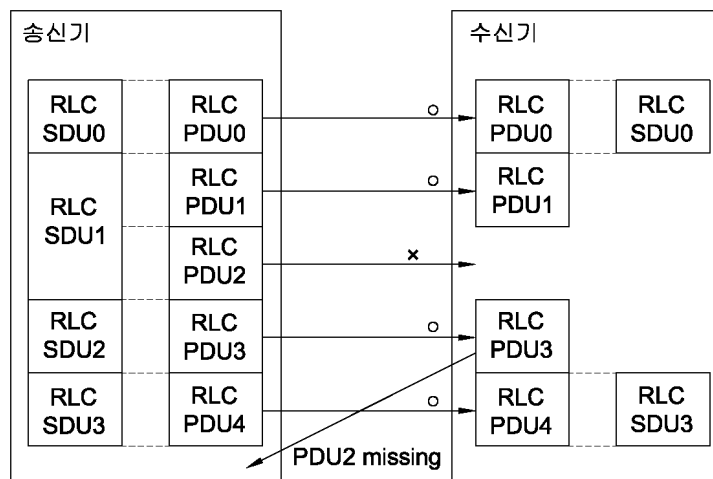 송신기
수신기
RLC
SDU0
RLC
PDU0
○
RLC
PDU0
RLC
SDU0
RLC
SDU1
RLC
PDU1
○
RLC
PDU1
RLC
PDU2
×
RLC
SDU2
RLC
PDU3
○
RLC
PDU3
RLC
SDU3
RLC
PDU4
○
RLC
PDU4
RLC
SDU3
PDU2 missing